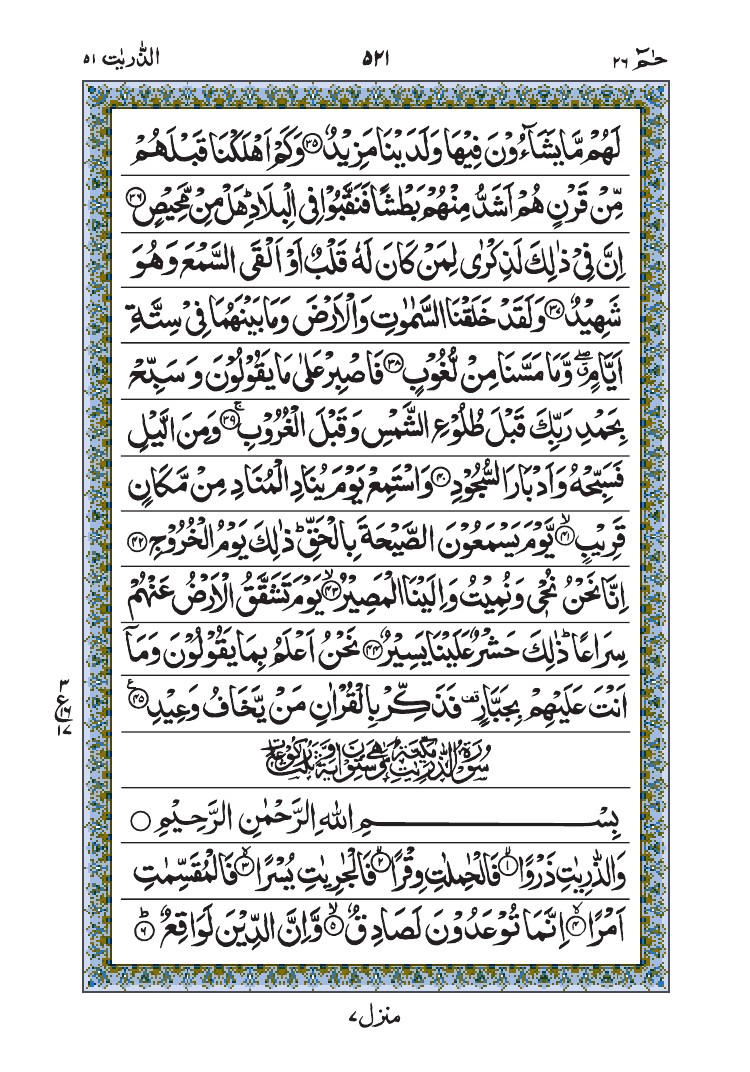 حٰمٓ ٢٦
٥٢١
الذّٰرِیٰت ٥١
لَهُمْ مَّا یَشَآءُوْنَ فِیْهَا وَلَدَیْنَا مَزِیْدٌ ﴿٣٥﴾ وَكَمْ اَهْلَكْنَا قَبْلَهُمْ
مِّنْ قَرْنٍ هُمْ اَشَدُّ مِنْهُمْ بَطْشًا فَنَقَّبُوْا فِی الْبِلَادِ ؕ هَلْ مِنْ مَّحِیْصٍ ﴿٣٦﴾
اِنَّ فِیْ ذٰلِكَ لَذِكْرٰی لِمَنْ كَانَ لَهٗ قَلْبٌ اَوْ اَلْقَی السَّمْعَ وَهُوَ
شَهِیْدٌ ﴿٣٧﴾ وَلَقَدْ خَلَقْنَا السَّمٰوٰتِ وَالْاَرْضَ وَمَا بَیْنَهُمَا فِیْ سِتَّةِ
اَیَّامٍ ۖۗ وَّمَا مَسَّنَا مِنْ لُّغُوْبٍ ﴿٣٨﴾ فَاصْبِرْ عَلٰی مَا یَقُوْلُوْنَ وَسَبِّحْ
بِحَمْدِ رَبِّكَ قَبْلَ طُلُوْعِ الشَّمْسِ وَقَبْلَ الْغُرُوْبِ ﴿٣٩﴾ۚ وَمِنَ الَّیْلِ
فَسَبِّحْهُ وَاَدْبَارَ السُّجُوْدِ ﴿٤٠﴾ وَاسْتَمِعْ یَوْمَ یُنَادِ الْمُنَادِ مِنْ مَّكَانٍ
قَرِیْبٍ ﴿٤١﴾ۙ یَّوْمَ یَسْمَعُوْنَ الصَّیْحَةَ بِالْحَقِّ ؕ ذٰلِكَ یَوْمُ الْخُرُوْجِ ﴿٤٢﴾
اِنَّا نَحْنُ نُحْیٖ وَنُمِیْتُ وَاِلَیْنَا الْمَصِیْرُ ﴿٤٣﴾ۙ یَوْمَ تَشَقَّقُ الْاَرْضُ عَنْهُمْ
سِرَاعًا ؕ ذٰلِكَ حَشْرٌ عَلَیْنَا یَسِیْرٌ ﴿٤٤﴾ نَحْنُ اَعْلَمُ بِمَا یَقُوْلُوْنَ وَمَاۤ
اَنْتَ عَلَیْهِمْ بِجَبَّارٍ ۫ فَذَكِّرْ بِالْقُرْاٰنِ مَنْ یَّخَافُ وَعِیْدِ ﴿٤٥﴾ ع
٣
ع
١٦
١٧
سُوْرَةُ الذّٰرِیٰتِ مَكِّیَّةٌ وَّهِیَ سِتُّوْنَ اٰیَةً وَّثَلٰثُ رُكُوْعَاتٍ
بِسْمِ اللهِ الرَّحْمٰنِ الرَّحِیْمِ ○
وَالذّٰرِیٰتِ ذَرْوًا ﴿١﴾ۙ فَالْحٰمِلٰتِ وِقْرًا ﴿٢﴾ۙ فَالْجٰرِیٰتِ یُسْرًا ﴿٣﴾ۙ فَالْمُقَسِّمٰتِ
اَمْرًا ﴿٤﴾ۙ اِنَّمَا تُوْعَدُوْنَ لَصَادِقٌ ﴿٥﴾ۙ وَّاِنَّ الدِّیْنَ لَوَاقِعٌ ﴿٦﴾ؕ
منزل ٧